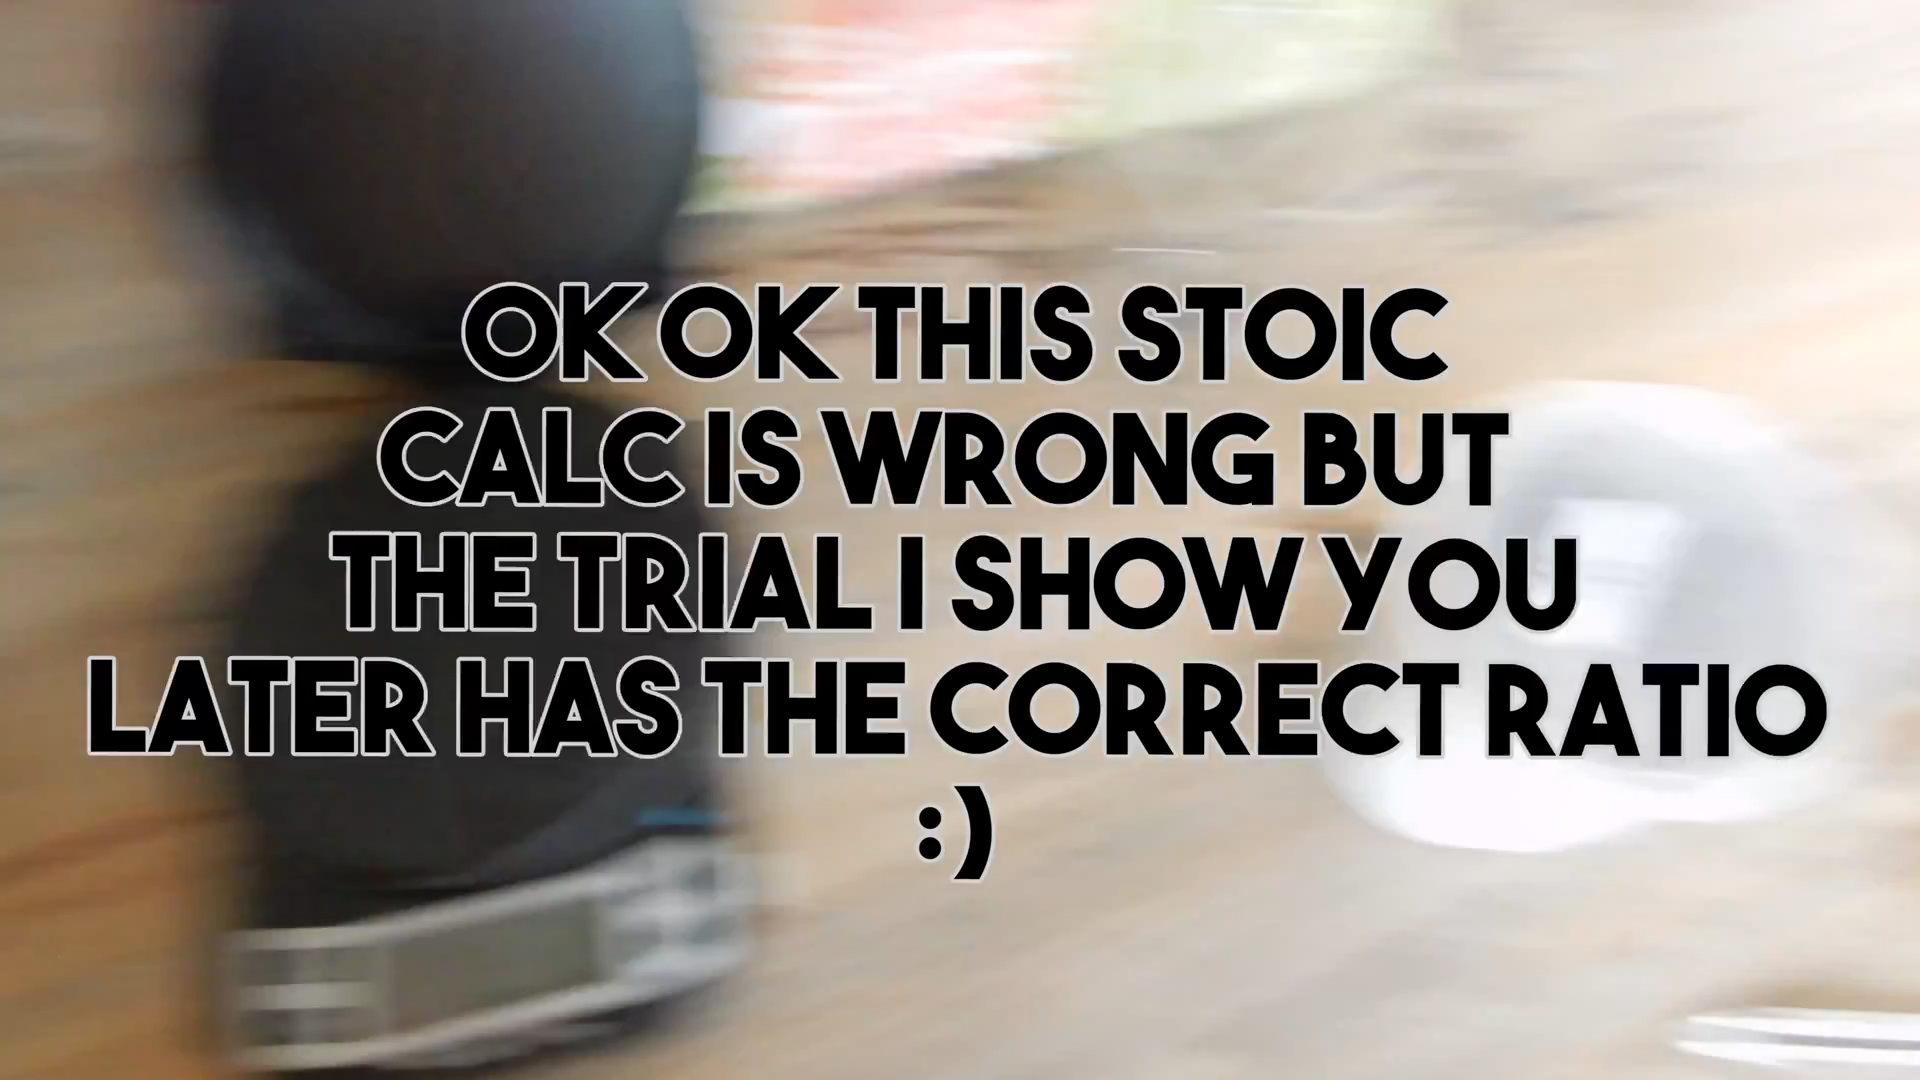 OK OK THIS STOIC
CALC IS WRONG BUT
THE TRIAL I SHOW YOU
LATER HAS THE CORRECT RATIO
:)